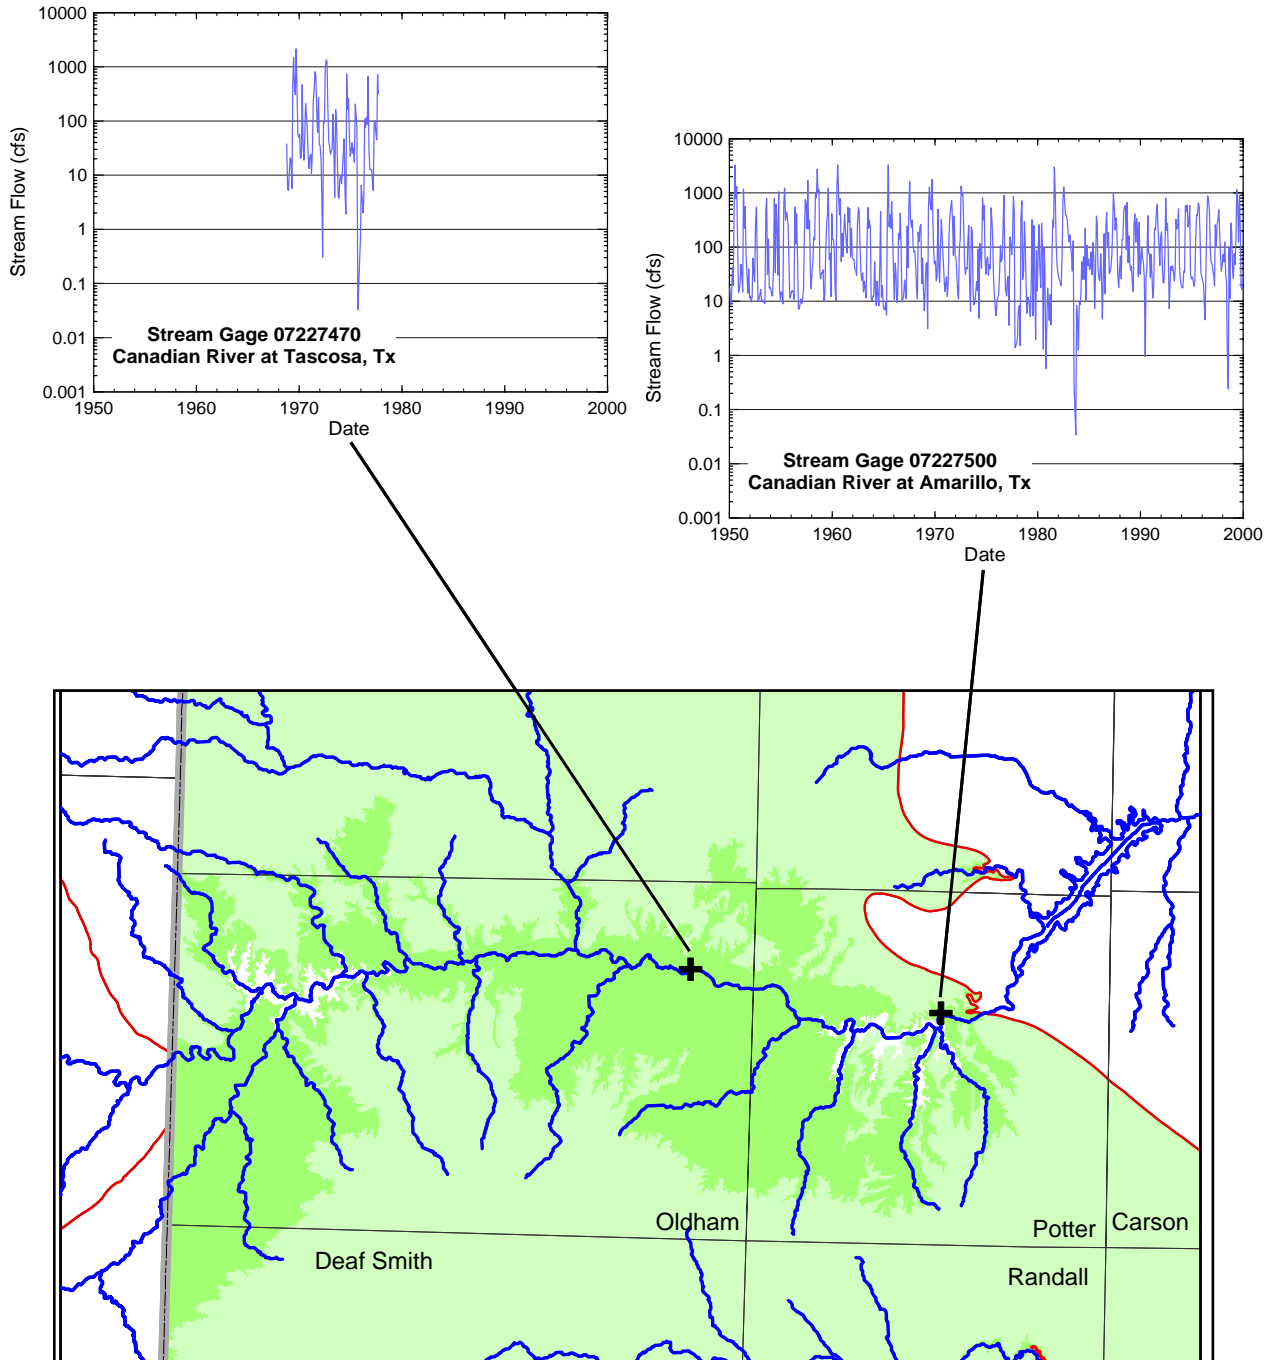 10000
1000
100
10
1
0.1
0.01
0.001
Stream Flow (cfs)
Stream Gage 07227470
Canadian River at Tascosa, Tx
1950 1960 1970 1980 1990 2000
Date
10000
1000
100
10
1
0.1
0.01
0.001
Stream Flow (cfs)
Stream Gage 07227500
Canadian River at Amarillo, Tx
1950 1960 1970 1980 1990 2000
Date
Oldham
Potter
Carson
Deaf Smith
Randall